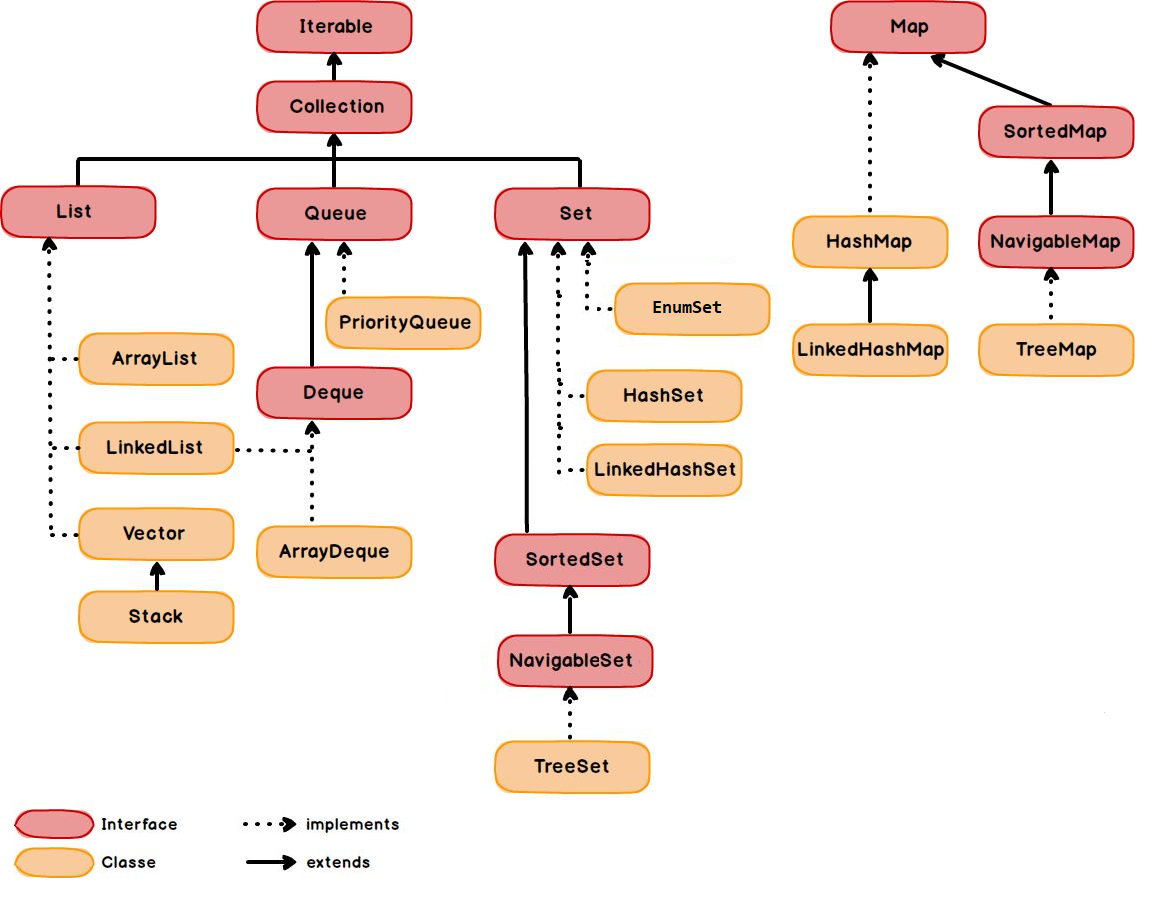 Iterable
Map
Collection
SortedMap
List
Queue
Set
HashMap
NavigableMap
EnumSet
PriorityQueue
LinkedHashMap
TreeMap
ArrayList
Deque
HashSet
LinkedList
LinkedHashSet
Vector
ArrayDeque
SortedSet
Stack
NavigableSet
TreeSet
Interface
implements
Classe
extends